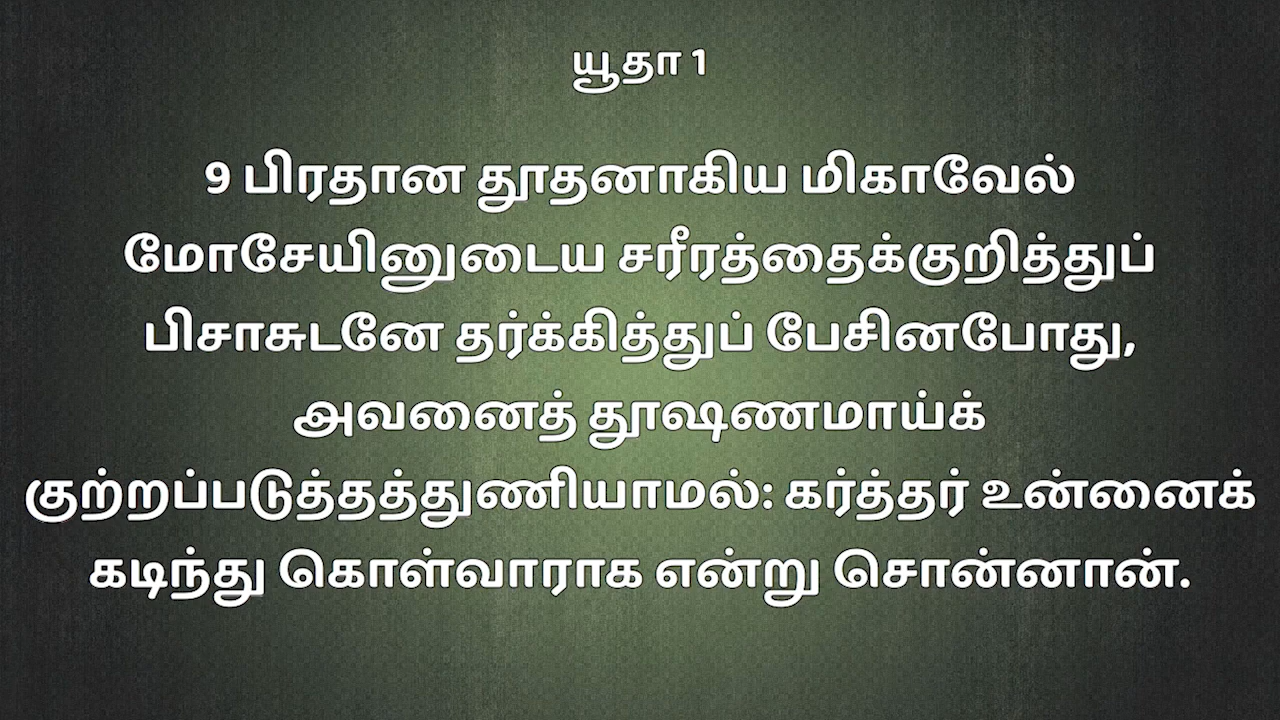 யூதா 1
9 பிரதான தூதனாகிய மிகாவேல்
மோசேயினுடைய சரீரத்தைக்குறித்துப்
பிசாசுடனே தர்க்கித்துப் பேசினபோது,
அவனைத் தூஷணமாய்க்
குற்றப்படுத்தத்துணியாமல்: கர்த்தர் உன்னைக்
கடிந்து கொள்வாராக என்று சொன்னான்.